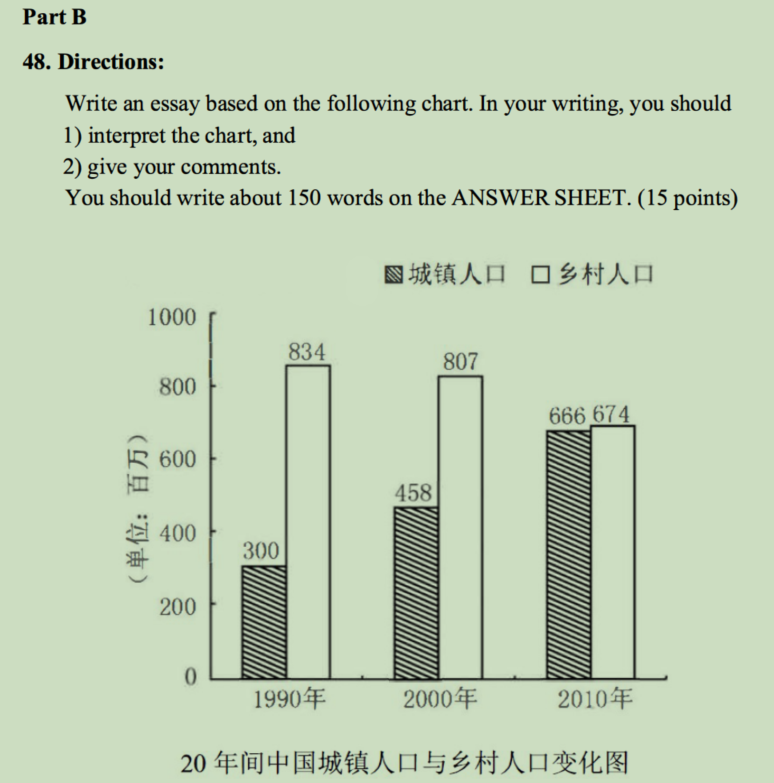 Part B
48. Directions:
Write an essay based on the following chart. In your writing, you should
1) interpret the chart, and
2) give your comments.
You should write about 150 words on the ANSWER SHEET. (15 points)
城镇人口 乡村人口
1000
800
600
400
200
0
（单位：百万）
300
834
458
807
666 674
1990年 2000年 2010年
20 年间中国城镇人口与乡村人口变化图